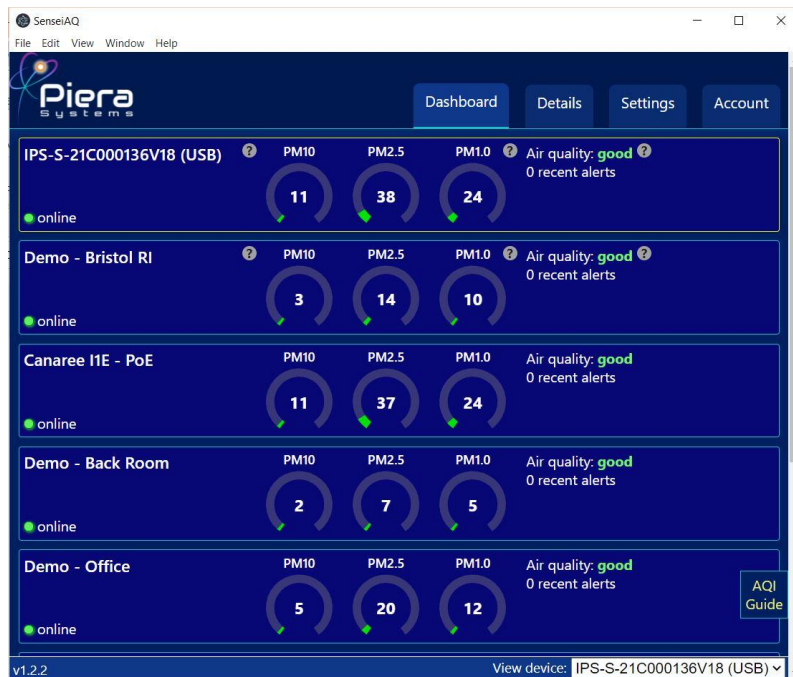 SenseiAQ
File Edit View Window Help
Piera
Systems
Dashboard Details Settings Account
IPS-S-21C000136V18 (USB) ? PM10 PM2.5 PM1.0 ? Air quality: good ?
0 recent alerts
11 38 24
online
Demo - Bristol RI ? PM10 PM2.5 PM1.0 ? Air quality: good ?
0 recent alerts
3 14 10
online
Canaree I1E - PoE PM10 PM2.5 PM1.0 Air quality: good
0 recent alerts
11 37 24
online
Demo - Back Room PM10 PM2.5 PM1.0 Air quality: good
0 recent alerts
2 7 5
online
Demo - Office PM10 PM2.5 PM1.0 Air quality: good
0 recent alerts
5 20 12
online
AQI
Guide
v1.2.2 View device: IPS-S-21C000136V18 (USB)